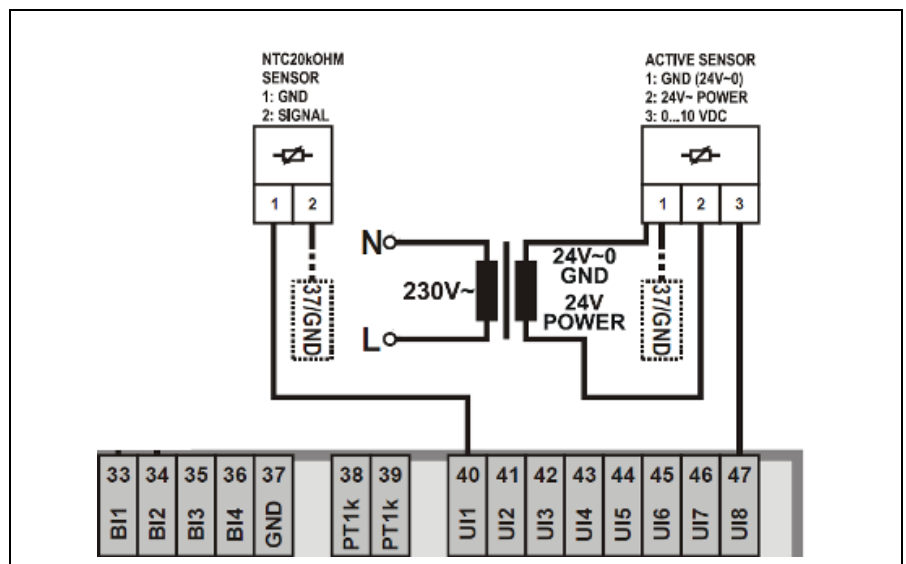 NTC20kOHM
SENSOR
1: GND
2: SIGNAL
ACTIVE SENSOR
1: GND (24V~0)
2: 24V~ POWER
3: 0...10 VDC
1 2
1 2 3
N
L
230V~
24V~0
GND
24V
POWER
37/GND
37/GND
33 34 35 36 37 38 39 40 41 42 43 44 45 46 47
BI1 BI2 BI3 BI4 GND PT1k PT1k UI1 UI2 UI3 UI4 UI5 UI6 UI7 UI8